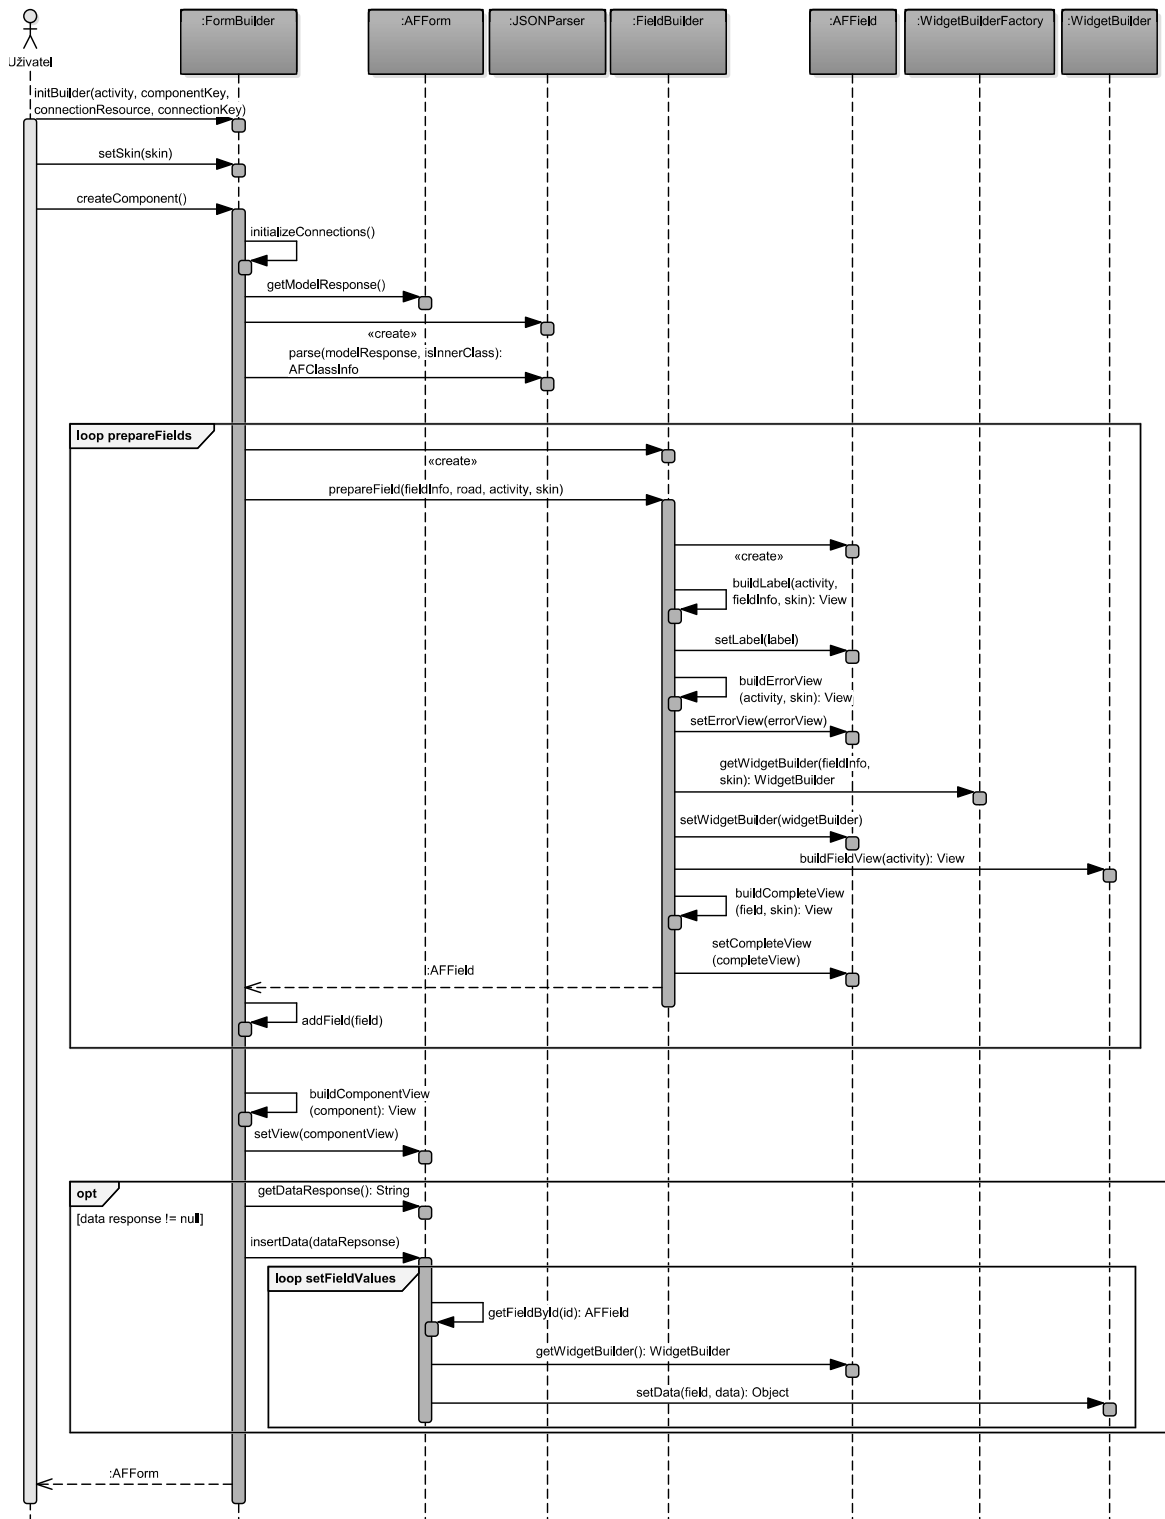 :FormBuilder
:AFForm
:JSONParser
:FieldBuilder
:AFField
:WidgetBuilderFactory
:WidgetBuilder
Uživatel
initBuilder(activity, componentKey,
connectionResource, connectionKey)
setSkin(skin)
createComponent()
initializeConnections()
getModelResponse()
«create»
parse(modelResponse, isInnerClass):
AFClassInfo
loop prepareFields
«create»
prepareField(fieldInfo, road, activity, skin)
«create»
buildLabel(activity,
fieldInfo, skin): View
setLabel(label)
buildErrorView
(activity, skin): View
setErrorView(errorView)
getWidgetBuilder(fieldInfo,
skin): WidgetBuilder
setWidgetBuilder(widgetBuilder)
buildFieldView(activity): View
buildCompleteView
(field, skin): View
setCompleteView
(completeView)
:AFField
addField(field)
buildComponentView
(component): View
setView(componentView)
opt
getDataResponse(): String
[data response != null]
insertData(dataRepsonse)
loop setFieldValues
getFieldById(id): AFField
getWidgetBuilder(): WidgetBuilder
setData(field, data): Object
:AFForm